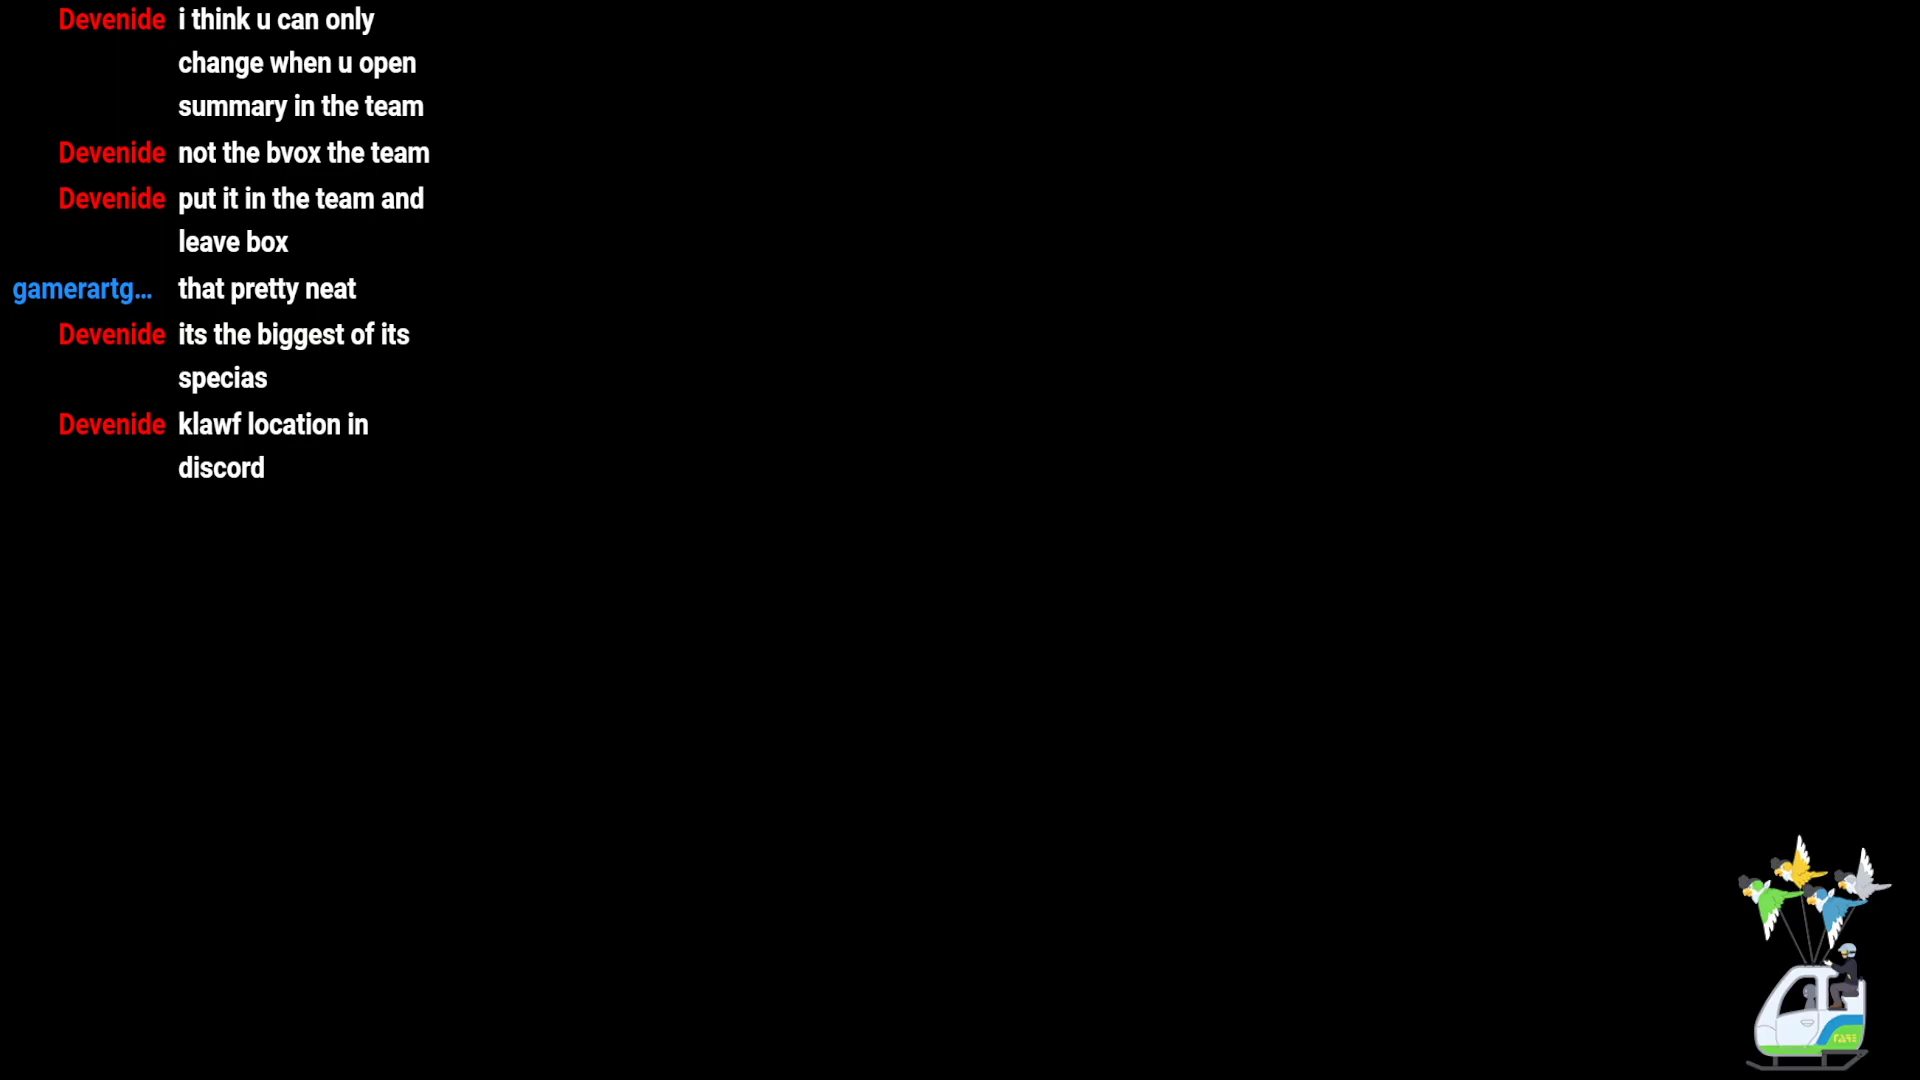 Devenide i think u can only
change when u open
summary in the team
Devenide not the bvox the team
Devenide put it in the team and
leave box
gamerartg... that pretty neat
Devenide its the biggest of its
specias
Devenide klawf location in
discord